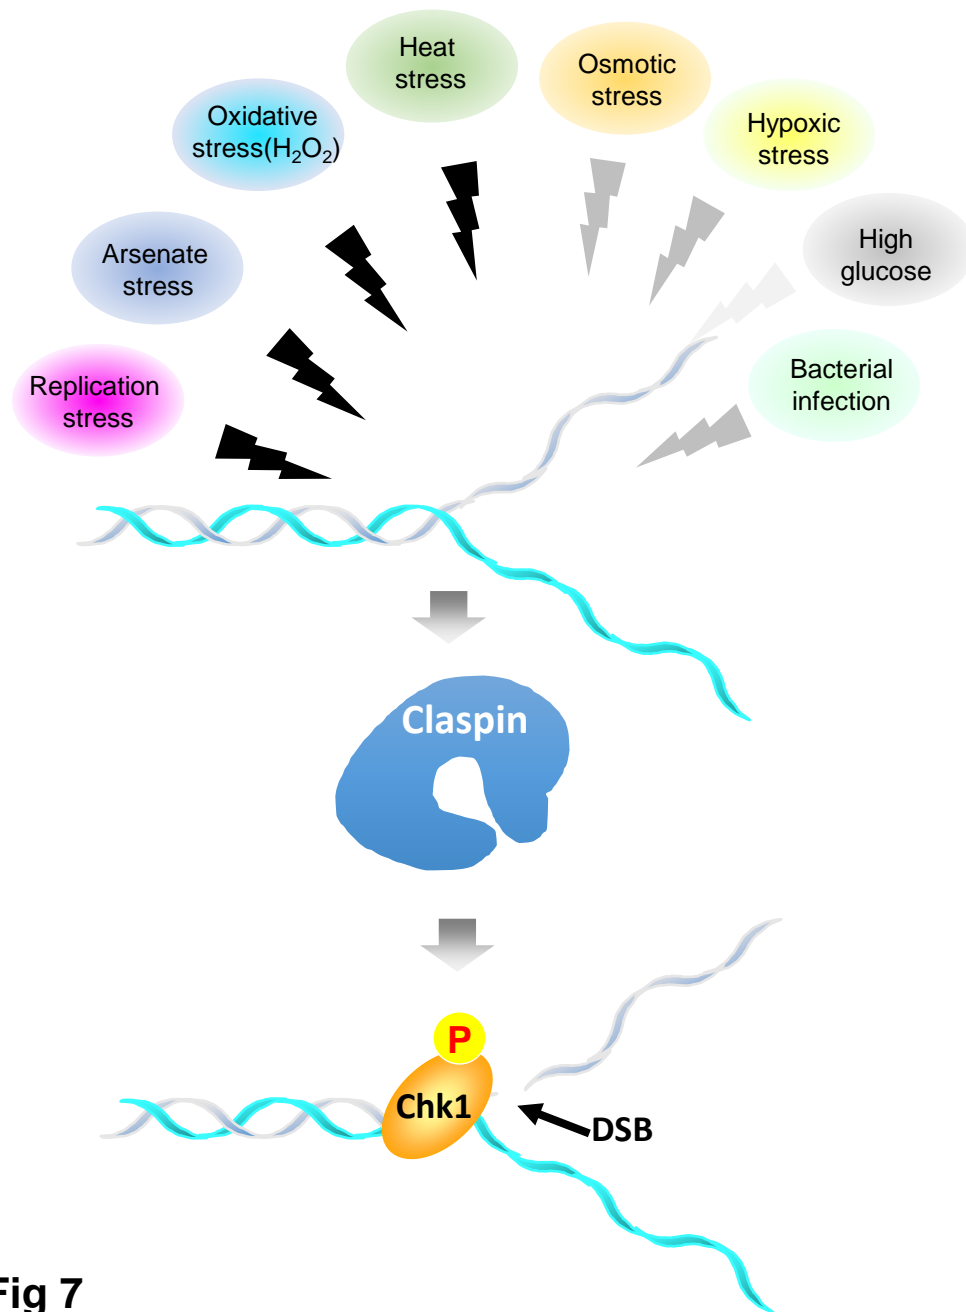 Heat
stress
Osmotic
stress
Oxidative
stress(H₂O₂)
Hypoxic
stress
Arsenate
stress
High
glucose
Replication
stress
Bacterial
infection
Claspin
P
Chk1
DSB
Fig 7